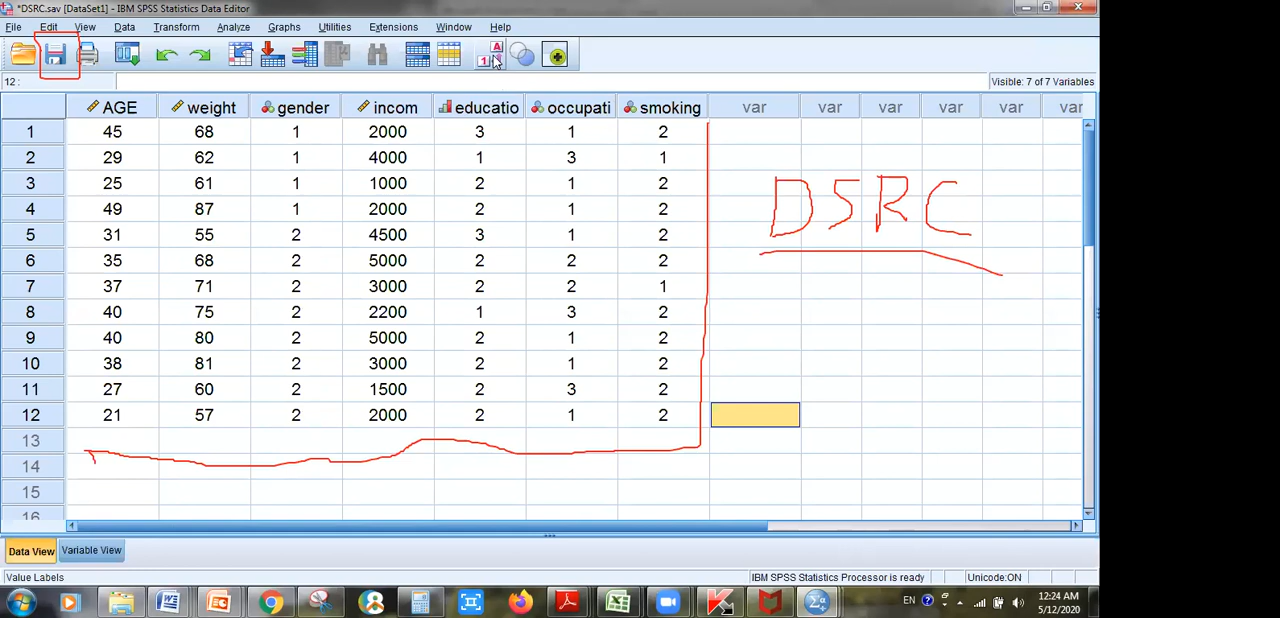 *DSRC.sav [DataSet1] - IBM SPSS Statistics Data Editor
File Edit View Data Transform Analyze Graphs Utilities Extensions Window Help
12 :
Visible: 7 of 7 Variables
AGE weight gender incom educatio occupati smoking var var var var var var
1 45 68 1 2000 3 1 2
2 29 62 1 4000 1 3 1
3 25 61 1 1000 2 1 2
4 49 87 1 2000 2 1 2
5 31 55 2 4500 3 1 2
6 35 68 2 5000 2 2 2
7 37 71 2 3000 2 2 1
8 40 75 2 2200 1 3 2
9 40 80 2 5000 2 1 2
10 38 81 2 3000 2 1 2
11 27 60 2 1500 2 3 2
12 21 57 2 2000 2 1 2
13
14
15
16
DSRC
Data View Variable View
Value Labels IBM SPSS Statistics Processor is ready Unicode:ON
EN 12:24 AM
5/12/2020